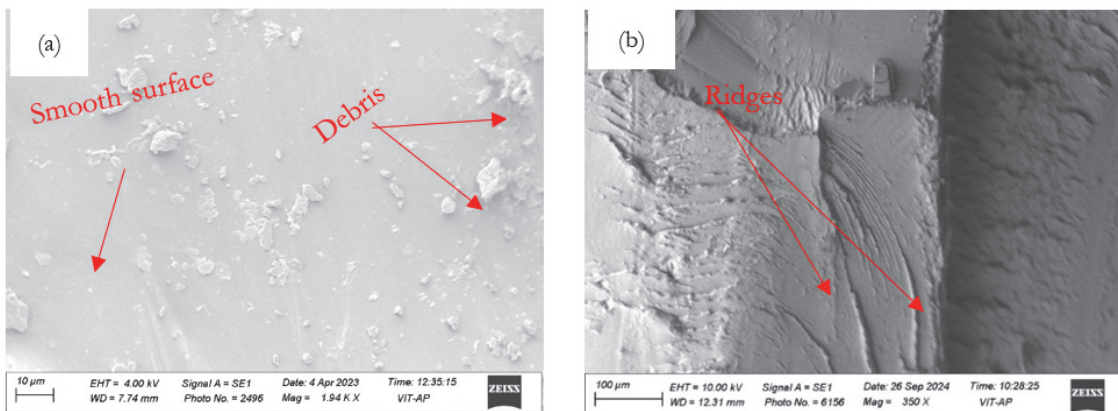 (a)
Smooth surface
Debris
10 µm
EHT = 4.00 kV
WD = 7.74 mm
Signal A = SE1
Photo No. = 2496
Date: 4 Apr 2023
Mag = 1.94 K X
Time: 12:35:15
VIT-AP
ZEISS
(b)
Ridges
100 µm
EHT = 10.00 kV
WD = 12.31 mm
Signal A = SE1
Photo No. = 6156
Date: 26 Sep 2024
Mag = 350 X
Time: 10:28:25
VIT-AP
ZEISS